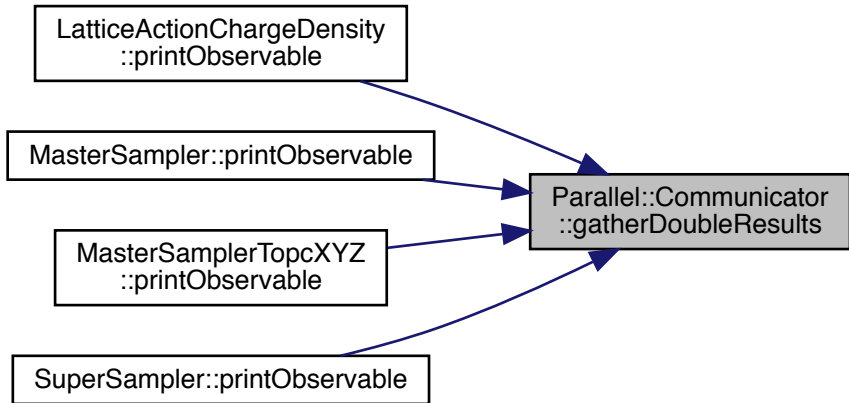 LatticeActionChargeDensity
::printObservable
MasterSampler::printObservable
MasterSamplerTopcXYZ
::printObservable
SuperSampler::printObservable
Parallel::Communicator
::gatherDoubleResults